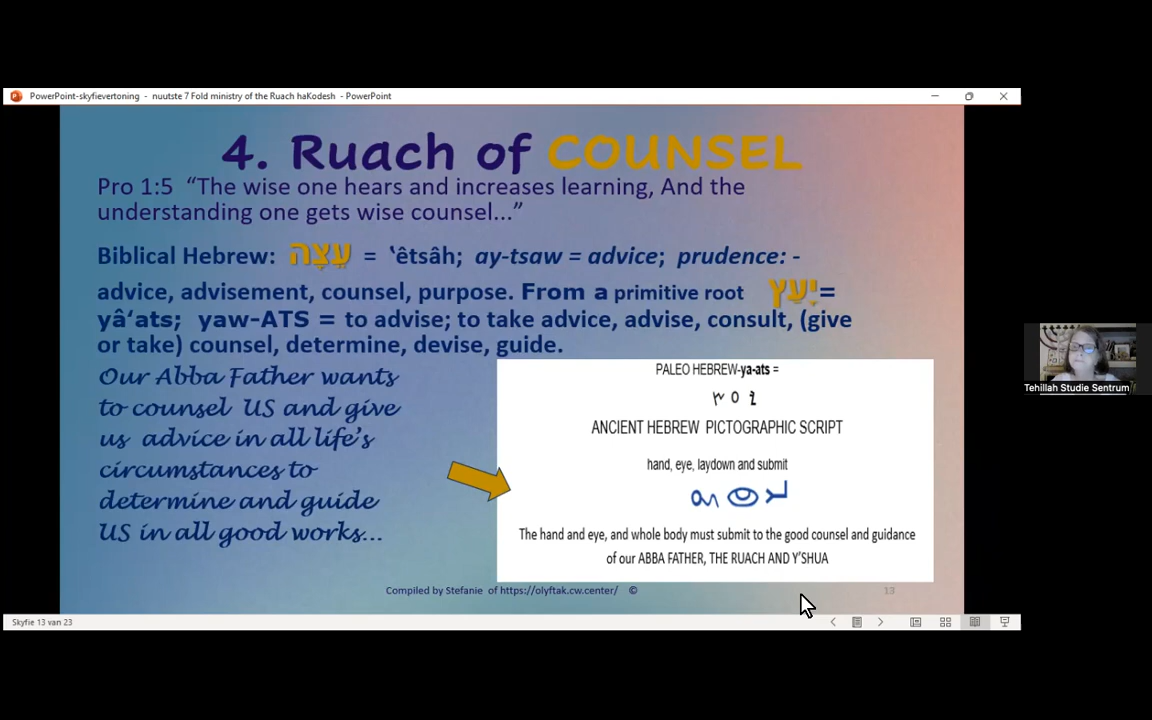 PowerPoint-skyfievertoning - nuutste 7 Fold ministry of the Ruach haKodesh - PowerPoint
4. Ruach of COUNSEL
Pro 1:5 “The wise one hears and increases learning, And the
understanding one gets wise counsel...”
Biblical Hebrew: עֵצָה = ‛êtsâh; ay-tsaw = advice; prudence: -
advice, advisement, counsel, purpose. From a primitive root יָעַץ =
yâ‛ats; yaw-ATS = to advise; to take advice, advise, consult, (give
or take) counsel, determine, devise, guide.
Our Abba Father wants
to counsel US and give
us advice in all life’s
circumstances to
determine and guide
US in all good works...
PALEO HEBREW-ya-ats =
ANCIENT HEBREW PICTOGRAPHIC SCRIPT
hand, eye, laydown and submit
The hand and eye, and whole body must submit to the good counsel and guidance
of our ABBA FATHER, THE RUACH AND Y’SHUA
Compiled by Stefanie of https://olyftak.cw.center/ ©
13
Skyfie 13 van 23
Tehillah Studie Sentrum